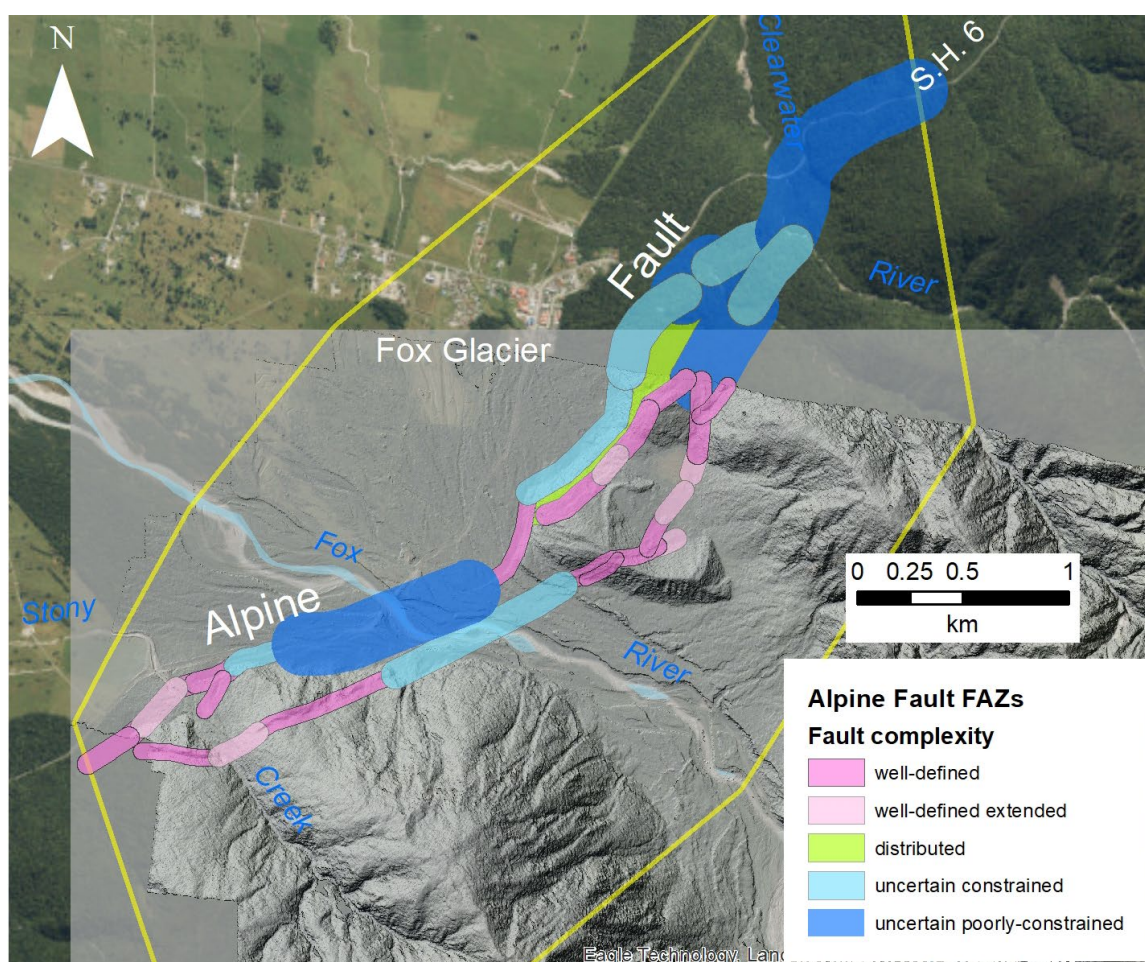 N
Clearwater
S.H. 6
Fault
River
Fox Glacier
Fox
Alpine
Stony
River
Creek
0 0.25 0.5 1
km
Alpine Fault FAZs
Fault complexity
well-defined
well-defined extended
distributed
uncertain constrained
uncertain poorly-constrained
Eagle Technology,